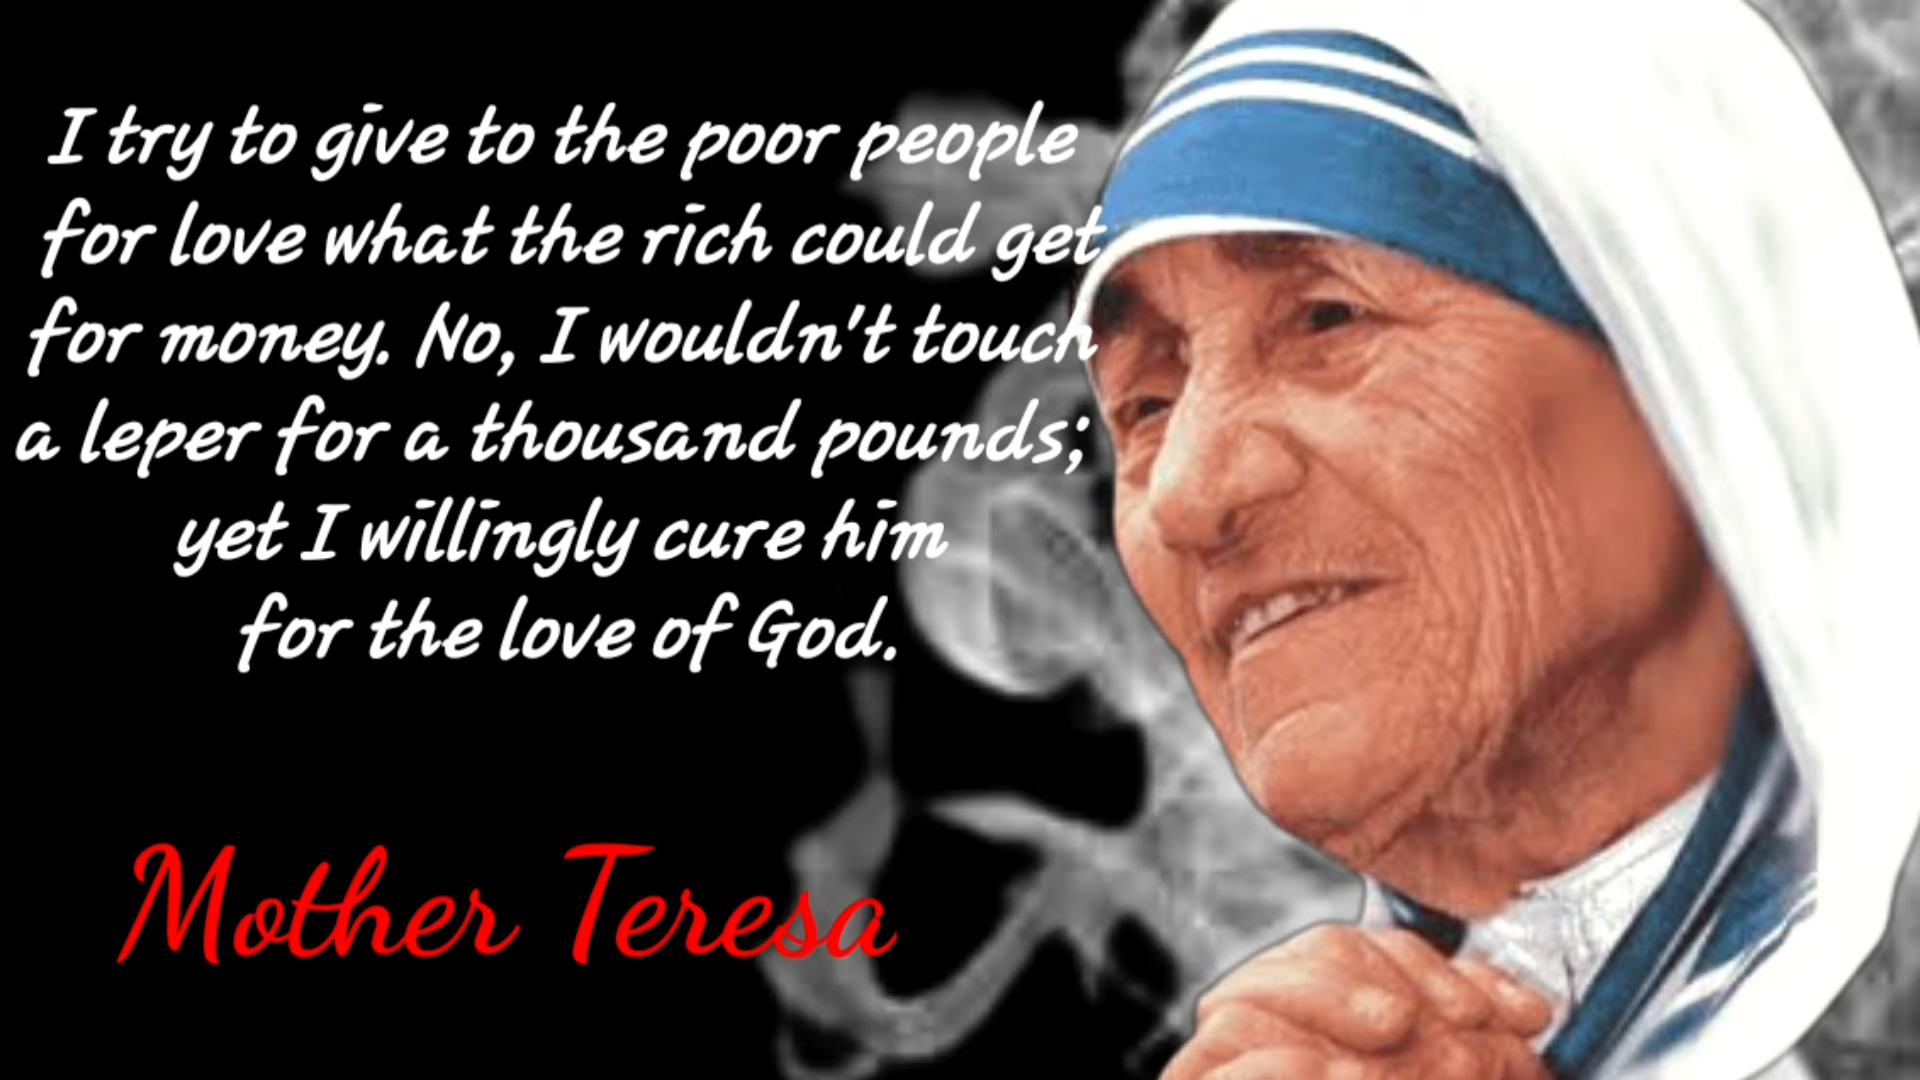 I try to give to the poor people
for love what the rich could get
for money. No, I wouldn't touch
a leper for a thousand pounds;
yet I willingly cure him
for the love of God.
Mother Teresa